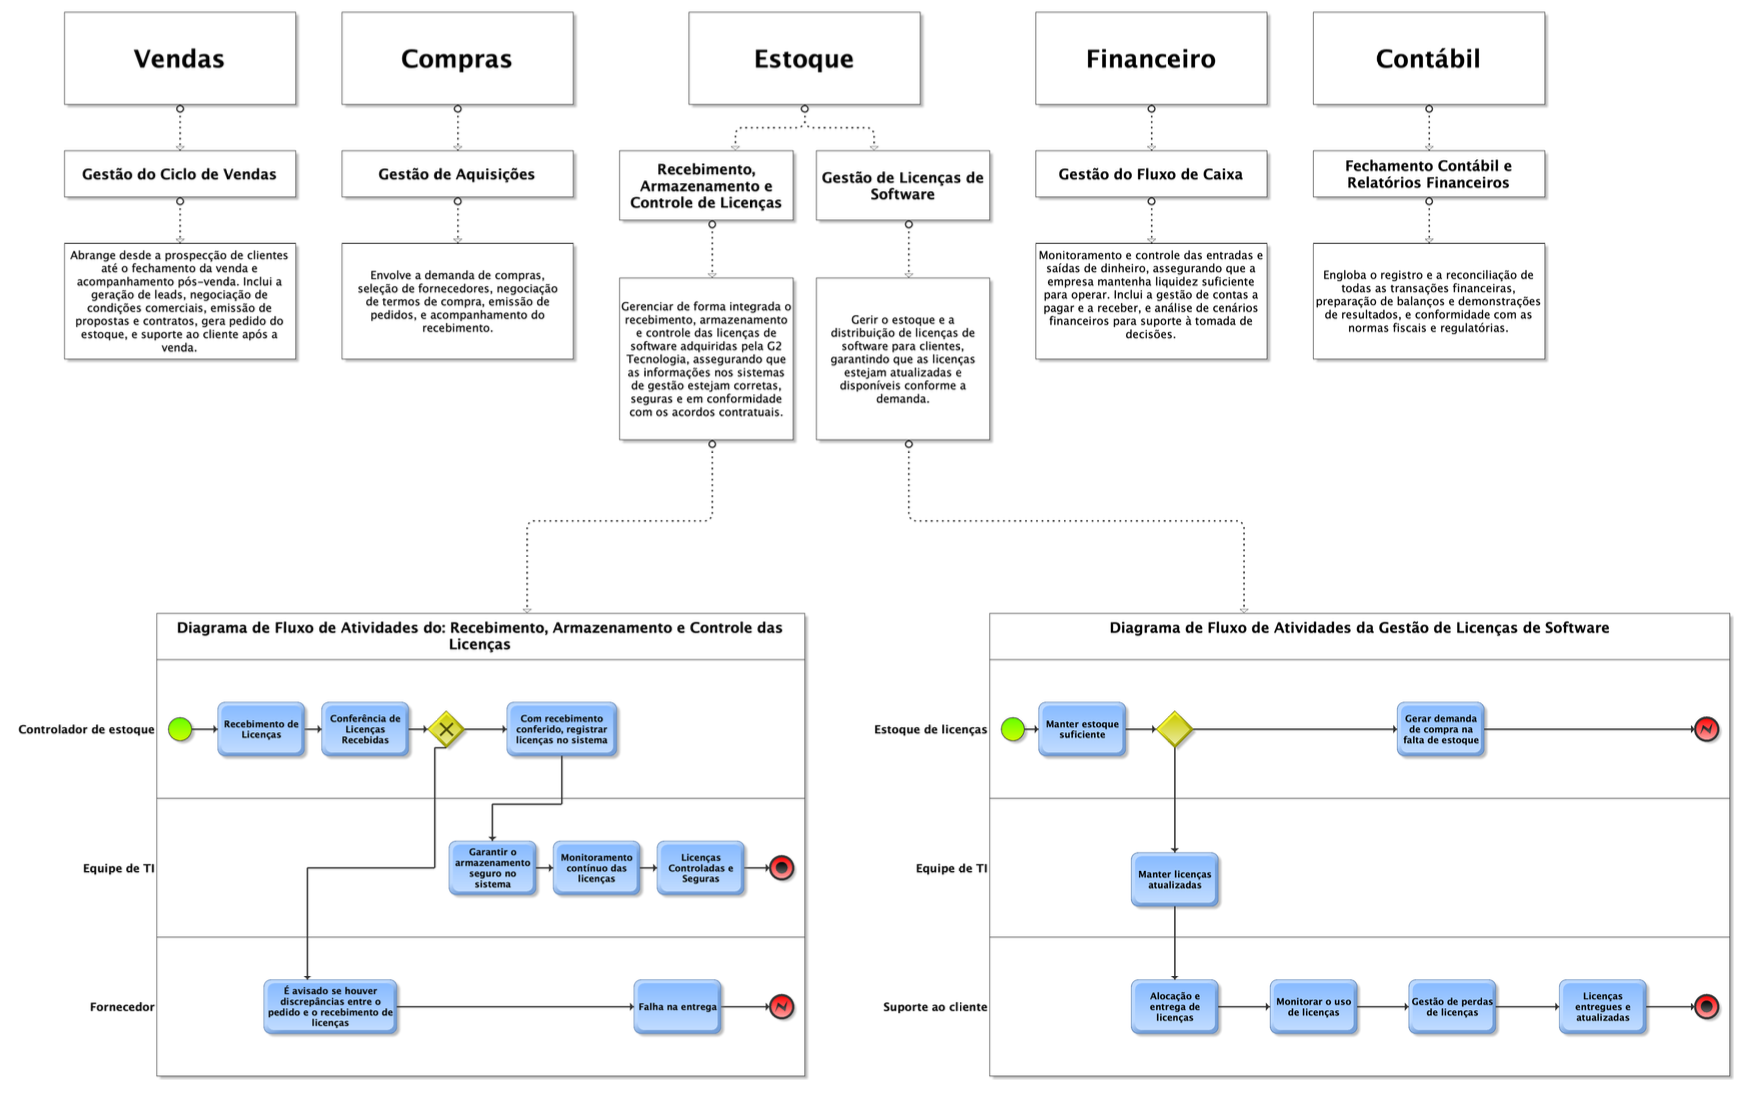 Vendas
Compras
Estoque
Financeiro
Contábil
Gestão do Ciclo de Vendas
Gestão de Aquisições
Recebimento,
Armazenamento e
Controle de Licenças
Gestão de Licenças de
Software
Gestão do Fluxo de Caixa
Fechamento Contábil e
Relatórios Financeiros
Abrange desde a prospecção de clientes
até o fechamento da venda e
acompanhamento pós-venda. Inclui a
geração de leads, negociação de
condições comerciais, emissão de
propostas e contratos, gera pedido do
estoque, e suporte ao cliente após a
venda.
Envolve a demanda de compras,
seleção de fornecedores, negociação
de termos de compra, emissão de
pedidos, e acompanhamento do
recebimento.
Gerenciar de forma integrada o
recebimento, armazenamento
e controle das licenças de
software adquiridas pela G2
Tecnologia, assegurando que
as informações nos sistemas
de gestão estejam corretas,
seguras e em conformidade
com os acordos contratuais.
Gerir o estoque e a
distribuição de licenças de
software para clientes,
garantindo que as licenças
estejam atualizadas e
disponíveis conforme a
demanda.
Monitoramento e controle das entradas e
saídas de dinheiro, assegurando que a
empresa mantenha liquidez suficiente
para operar. Inclui a gestão de contas a
pagar e a receber, e análise de cenários
financeiros para suporte à tomada de
decisões.
Engloba o registro e a reconciliação de
todas as transações financeiras,
preparação de balanços e demonstrações
de resultados, e conformidade com as
normas fiscais e regulatórias.
Diagrama de Fluxo de Atividades do: Recebimento, Armazenamento e Controle das
Licenças
Controlador de estoque
Recebimento de
Licenças
Conferência de
Licenças
Recebidas
Com recebimento
conferido, registrar
licenças no sistema
Equipe de TI
Garantir o
armazenamento
seguro no
sistema
Monitoramento
contínuo das
licenças
Licenças
Controladas e
Seguras
Fornecedor
É avisado se houver
discrepâncias entre o
pedido e o recebimento de
licenças
Falha na entrega
Diagrama de Fluxo de Atividades da Gestão de Licenças de Software
Estoque de licenças
Manter estoque
suficiente
Gerar demanda
de compra na
falta de estoque
Equipe de TI
Manter licenças
atualizadas
Suporte ao cliente
Alocação e
entrega de
licenças
Monitorar o uso
de licenças
Gestão de perdas
de licenças
Licenças
entregues e
atualizadas